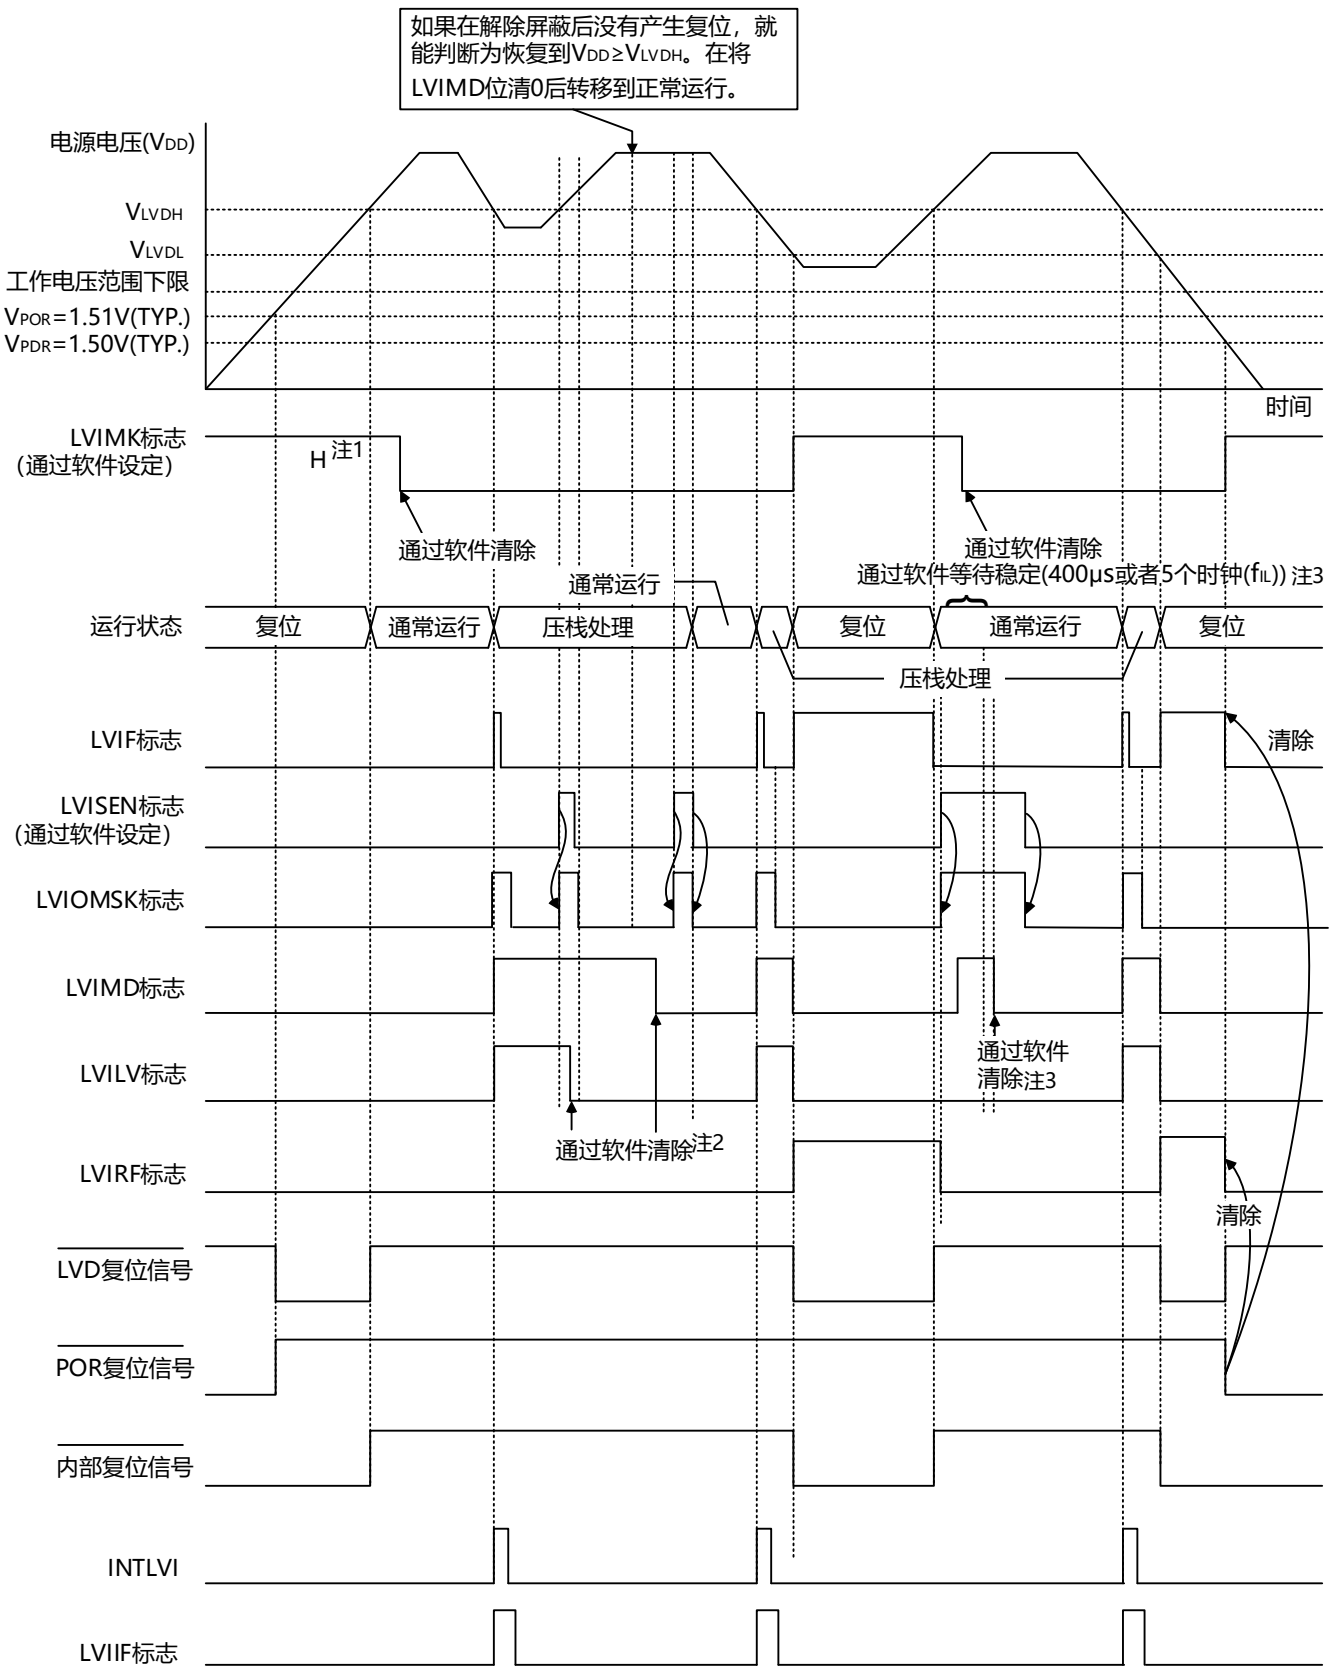 如果在解除屏蔽后没有产生复位，就
能判断为恢复到VDD≥VLVDH。在将
LVIMD位清0后转移到正常运行。
电源电压(VDD)
VLVDH
VLVDL
工作电压范围下限
VPOR=1.51V(TYP.)
VPDR=1.50V(TYP.)
时间
LVIMK标志
（通过软件设定）
H 注1
通过软件清除
通过软件清除
通常运行
通过软件等待稳定(400μs或者5个时钟(fIL)) 注3
运行状态
复位
通常运行
压栈处理
复位
通常运行
复位
压栈处理
LVIF标志
清除
LVISEN标志
（通过软件设定）
LVIOMSK标志
LVIMD标志
通过软件
清除注3
LVILV标志
通过软件清除注2
LVIRF标志
清除
LVD复位信号
POR复位信号
内部复位信号
INTLVI
LVIIF标志